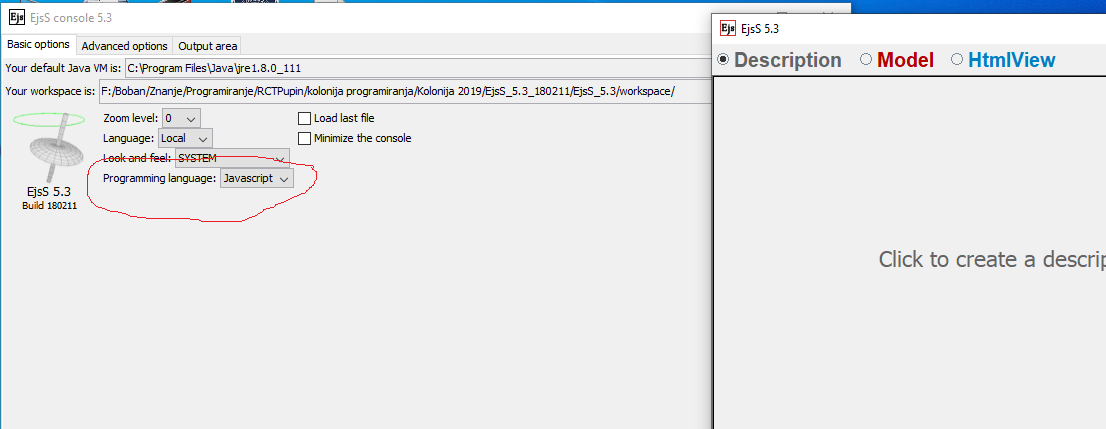 Ejs EjsS console 5.3
Basic options Advanced options Output area
Your default Java VM is: C:\Program Files\Java\jre1.8.0_111
Your workspace is: F:/Boban/Znanje/Programiranje/RCTPupin/kolonija programiranja/Kolonija 2019/EjsS_5.3_180211/EjsS_5.3/workspace/
Zoom level: 0 Load last file
Language: Local Minimize the console
Look and feel: SYSTEM
Programming language: Javascript
EjsS 5.3
Build 180211
Ejs EjsS 5.3
Description Model HtmlView
Click to create a descrip